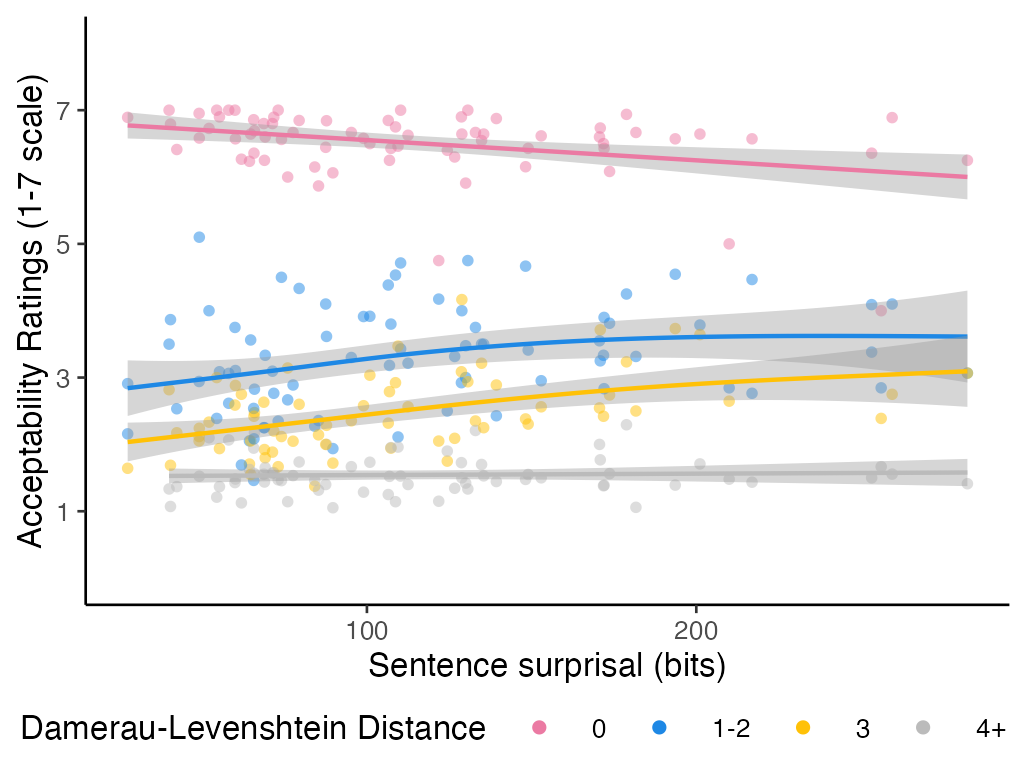 Acceptability Ratings (1-7 scale)
7
5
3
1
100 200
Sentence surprisal (bits)
Damerau-Levenshtein Distance 0 1-2 3 4+